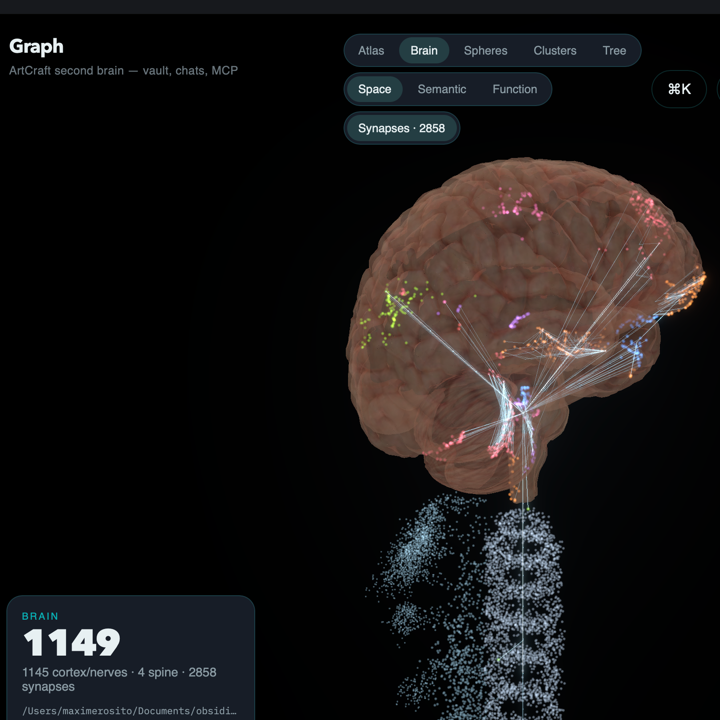 Graph
ArtCraft second brain — vault, chats, MCP
Atlas Brain Spheres Clusters Tree
Space Semantic Function
⌘K
Synapses · 2858
BRAIN
1149
1145 cortex/nerves · 4 spine · 2858
synapses
/Users/maximerosito/Documents/obsidi…